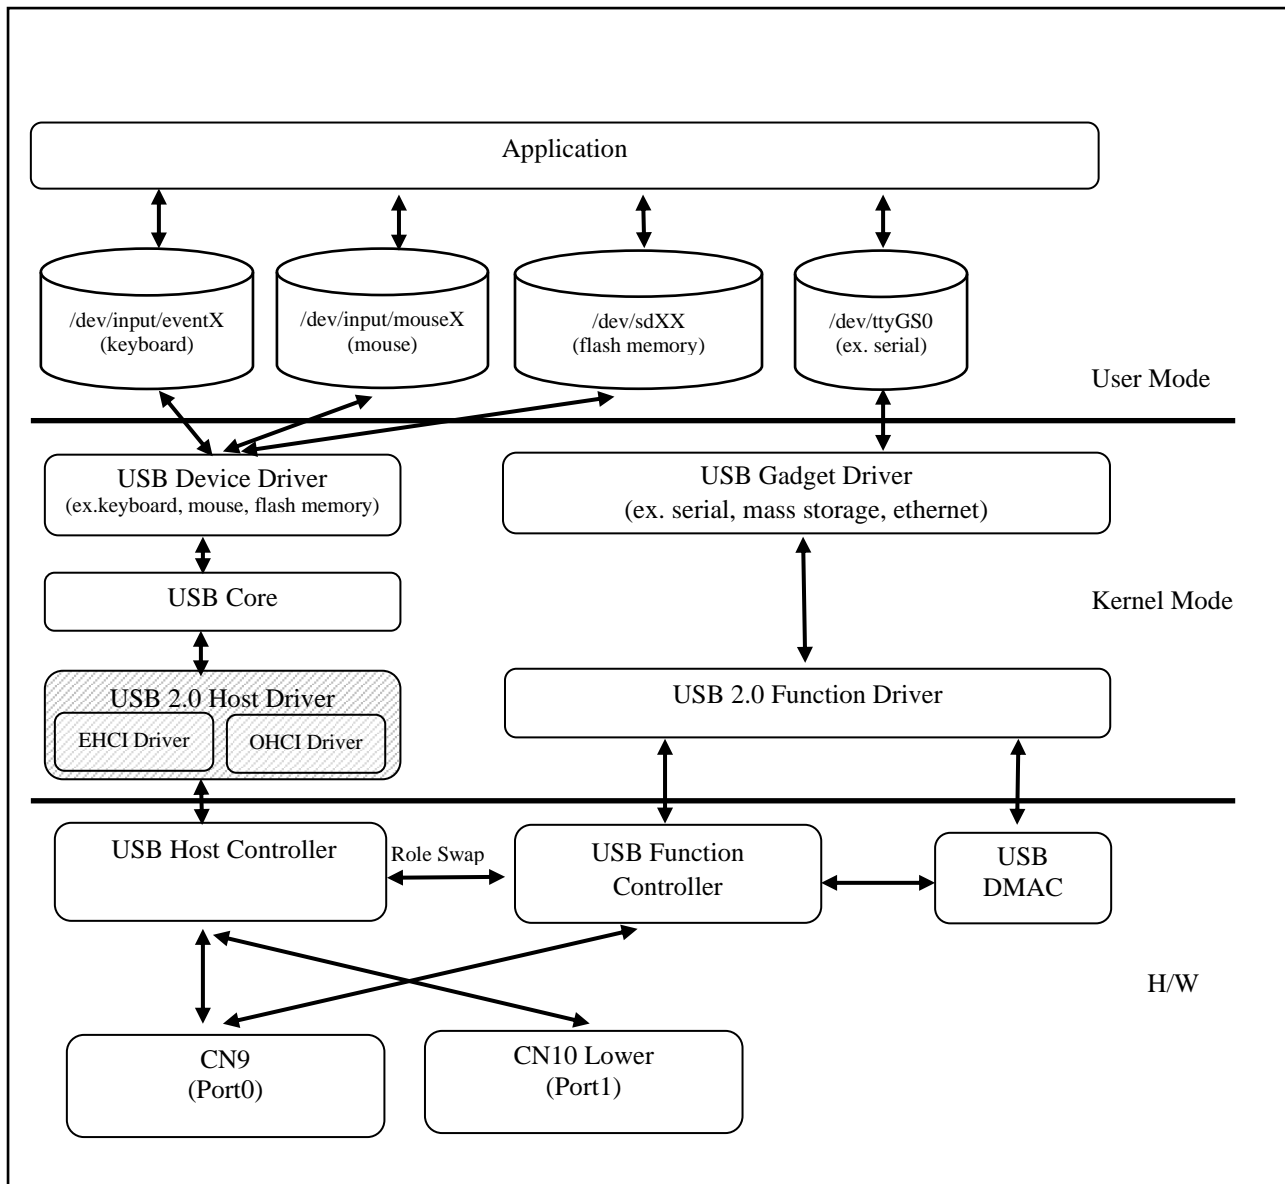 Application
/dev/input/eventX
(keyboard)
/dev/input/mouseX
(mouse)
/dev/sdXX
(flash memory)
/dev/ttyGS0
(ex. serial)
User Mode
USB Device Driver
(ex.keyboard, mouse, flash memory)
USB Gadget Driver
(ex. serial, mass storage, ethernet)
USB Core
Kernel Mode
USB 2.0 Host Driver
EHCI Driver
OHCI Driver
USB 2.0 Function Driver
USB Host Controller
Role Swap
USB Function
Controller
USB
DMAC
H/W
CN9
(Port0)
CN10 Lower
(Port1)